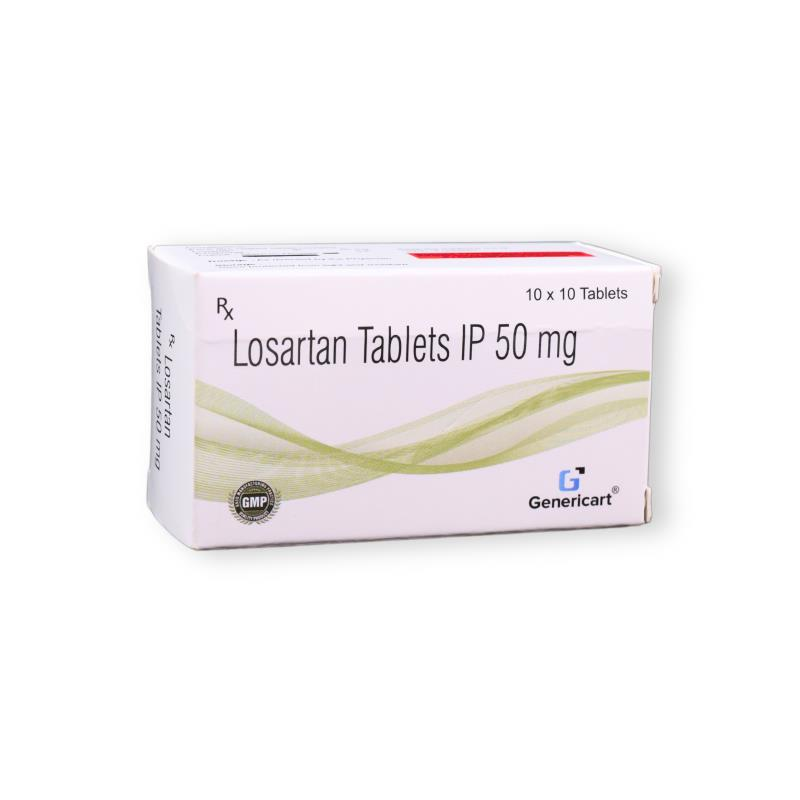 Rx
10 x 10 Tablets
Losartan Tablets IP 50 mg
GMP
Genericart®
Rx Losartan
Tablets IP 50 mg